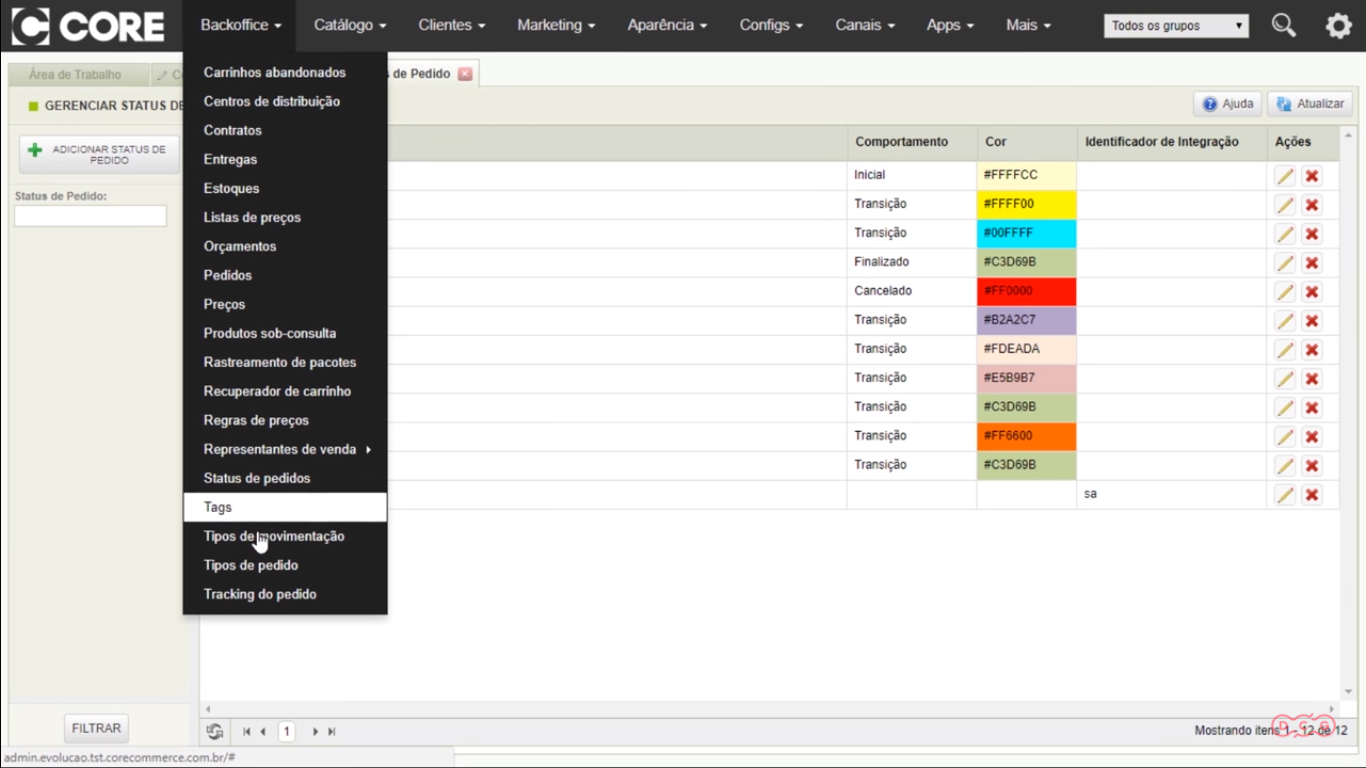 CORE
Backoffice
Catálogo
Clientes
Marketing
Aparência
Configs
Canais
Apps
Mais
Todos os grupos
Área de Trabalho
s de Pedido
GERENCIAR STATUS DE
Ajuda
Atualizar
ADICIONAR STATUS DE
PEDIDO
Status de Pedido:
FILTRAR
Carrinhos abandonados
Centros de distribuição
Contratos
Entregas
Estoques
Listas de preços
Orçamentos
Pedidos
Preços
Produtos sob-consulta
Rastreamento de pacotes
Recuperador de carrinho
Regras de preços
Representantes de venda
Status de pedidos
Tags
Tipos de movimentação
Tipos de pedido
Tracking do pedido
Comportamento Cor Identificador de Integração Ações
Inicial #FFFFCC
Transição #FFFF00
Transição #00FFFF
Finalizado #C3D69B
Cancelado #FF0000
Transição #B2A2C7
Transição #FDEADA
Transição #E5B9B7
Transição #C3D69B
Transição #FF6600
Transição #C3D69B
sa
1
Mostrando itens 1 - 12 de 12
admin.evolucao.tst.corecommerce.com.br/#